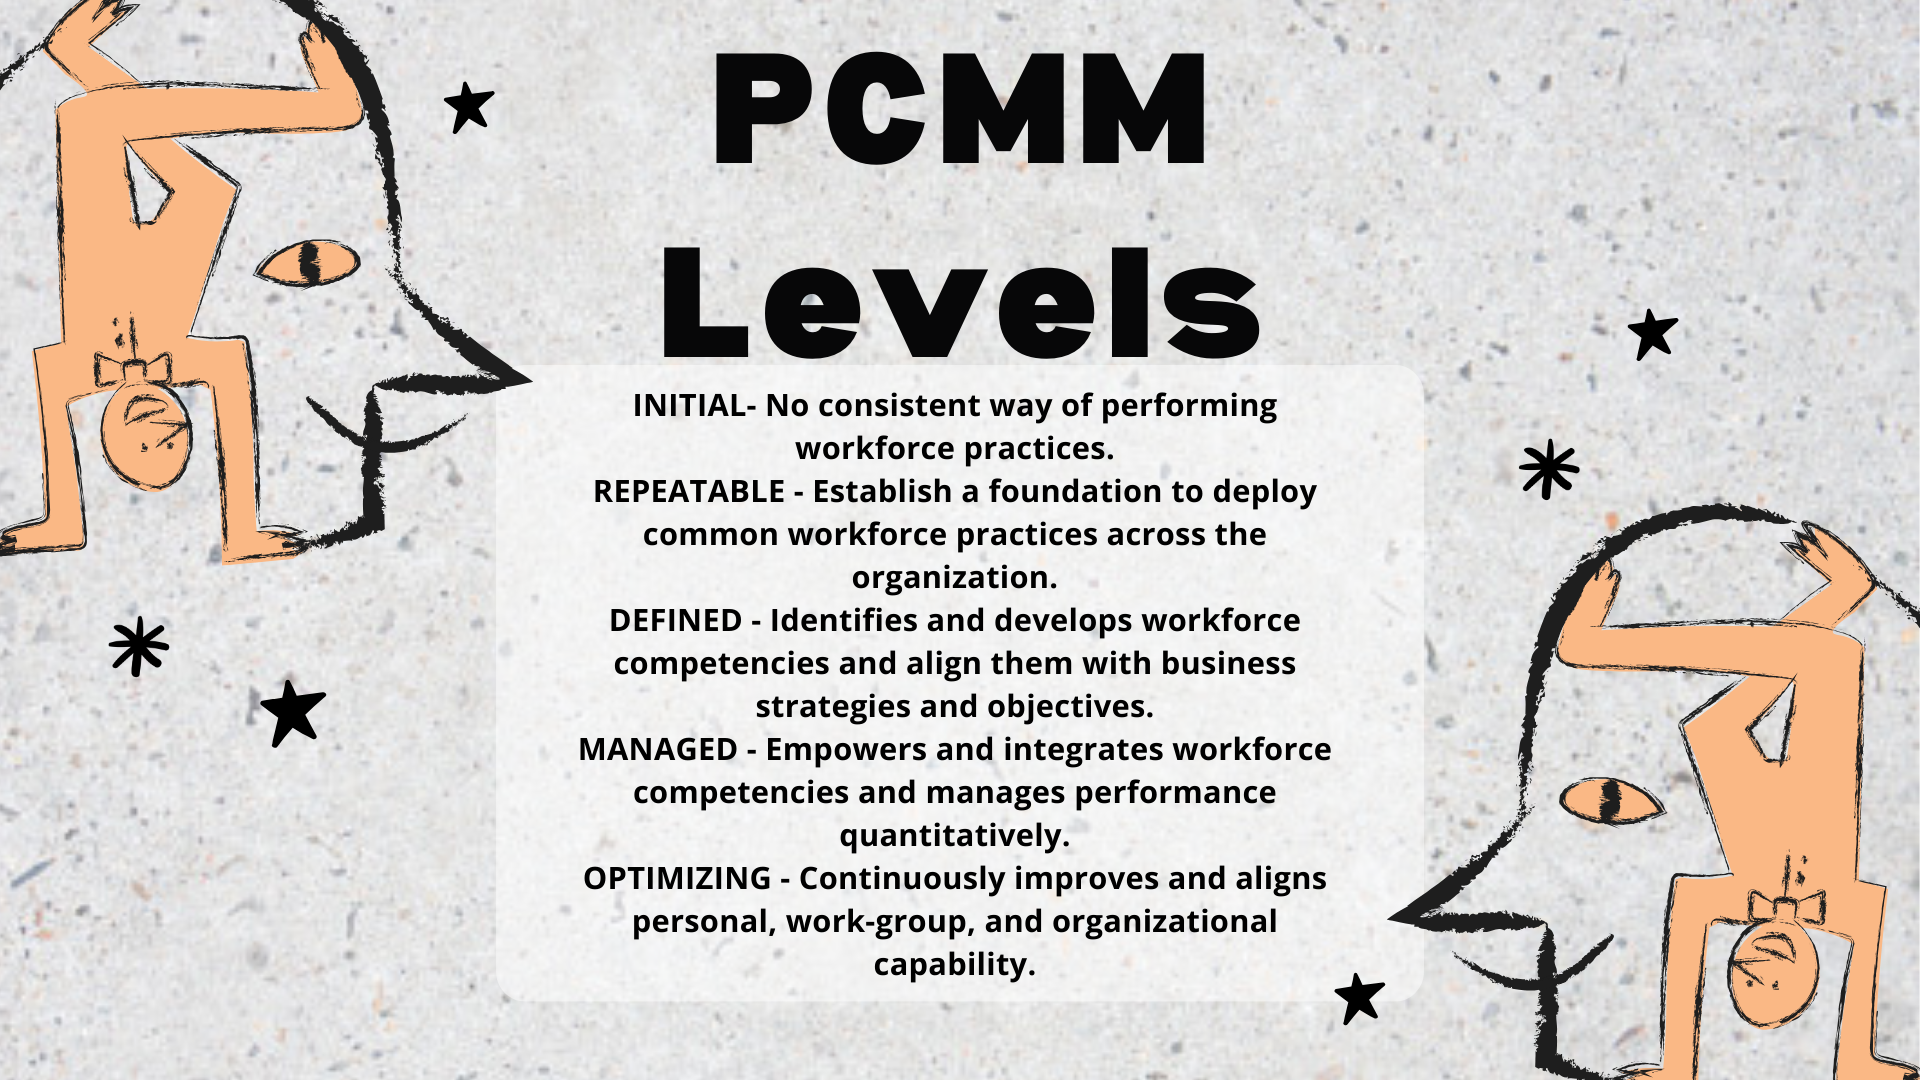 PCMM
Levels
INITIAL- No consistent way of performing
workforce practices.
REPEATABLE - Establish a foundation to deploy
common workforce practices across the
organization.
DEFINED - Identifies and develops workforce
competencies and align them with business
strategies and objectives.
MANAGED - Empowers and integrates workforce
competencies and manages performance
quantitatively.
OPTIMIZING - Continuously improves and aligns
personal, work-group, and organizational
capability.